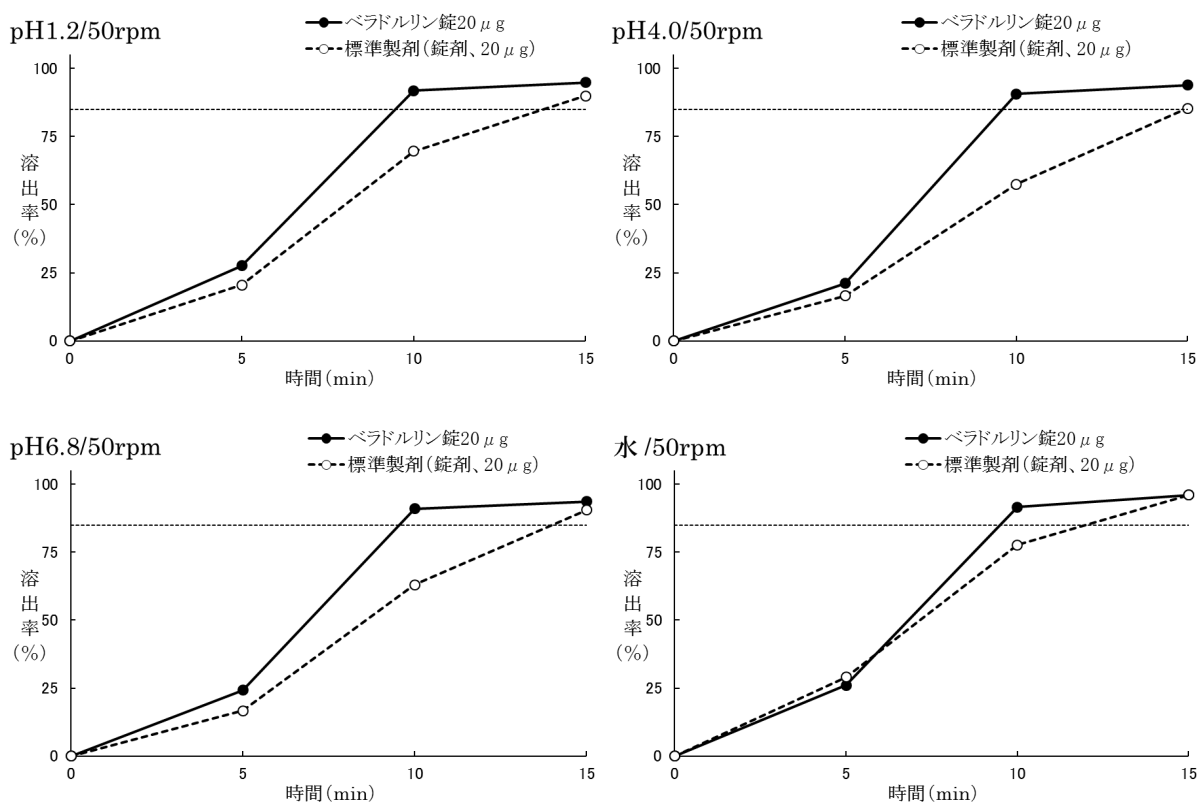 pH1.2/50rpm
ベラドルリン錠20μg
標準製剤(錠剤、20μg)
100
75
50
25
0
溶出率(%)
0 5 10 15
時間(min)
pH4.0/50rpm
ベラドルリン錠20μg
標準製剤(錠剤、20μg)
100
75
50
25
0
溶出率(%)
0 5 10 15
時間(min)
pH6.8/50rpm
ベラドルリン錠20μg
標準製剤(錠剤、20μg)
100
75
50
25
0
溶出率(%)
0 5 10 15
時間(min)
水/50rpm
ベラドルリン錠20μg
標準製剤(錠剤、20μg)
100
75
50
25
0
溶出率(%)
0 5 10 15
時間(min)